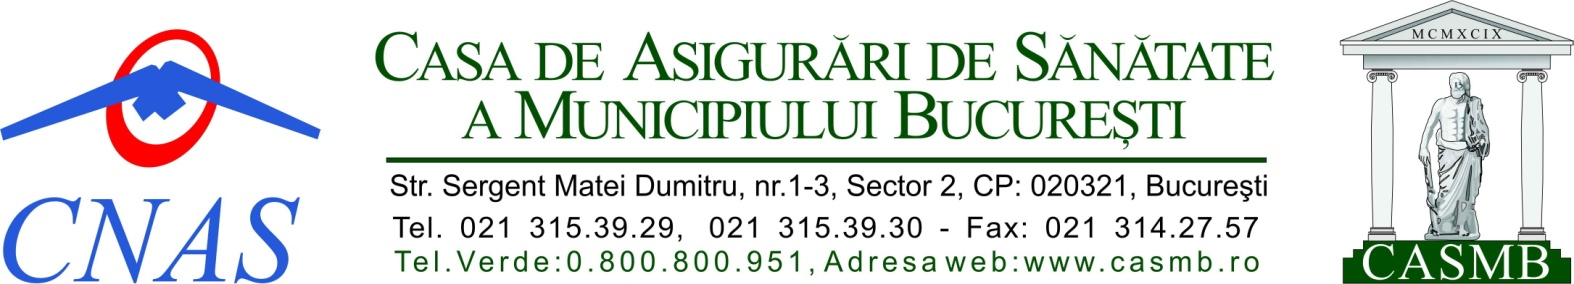 CNAS
CASA DE ASIGURĂRI DE SĂNĂTATE
A MUNICIPIULUI BUCUREȘTI
Str. Sergent Matei Dumitru, nr.1-3, Sector 2, CP: 020321, Bucureşti
Tel. 021 315.39.29, 021 315.39.30 - Fax: 021 314.27.57
Tel.Verde:0.800.800.951, Adresa web:www.casmb.ro
MCMXCIX
CASMB